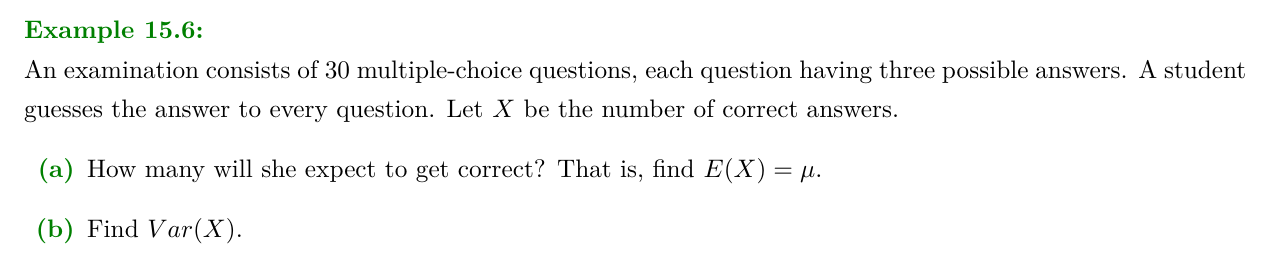 Example 15.6:
An examination consists of 30 multiple-choice questions, each question having three possible answers. A student
guesses the answer to every question. Let X be the number of correct answers.
(a) How many will she expect to get correct? That is, find E(X) = μ.
(b) Find Var(X).